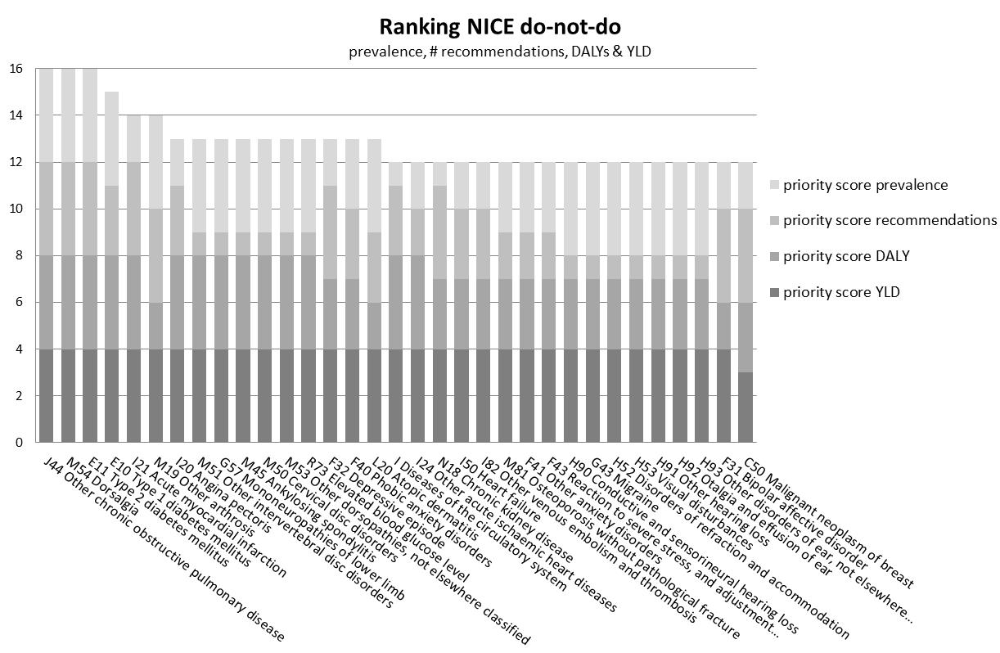 Ranking NICE do-not-do
prevalence, # recommendations, DALYs & YLD
16
14
12
10
8
6
4
2
0
priority score prevalence
priority score recommendations
priority score DALY
priority score YLD
J44 Other chronic obstructive pulmonary disease
M54 Dorsalgia
E11 Type 2 diabetes mellitus
E10 Type 1 diabetes mellitus
I21 Acute myocardial infarction
M19 Other arthrosis
I20 Angina pectoris
M51 Other intervertebral disc disorders
G57 Mononeuropathies of lower limb
M45 Ankylosing spondylitis
M50 Cervical disc disorders
M53 Other dorsopathies, not elsewhere classified
R73 Elevated blood glucose level
F32 Depressive episode
F40 Phobic anxiety disorders
L20 Atopic dermatitis
I Diseases of the circulatory system
I24 Other acute ischaemic heart diseases
N18 Chronic kidney disease
I50 Heart failure
I82 Other venous embolism and thrombosis
M81 Osteoporosis without pathological fracture
F41 Other anxiety disorders
F43 Reaction to severe stress, and adjustment...
H90 Conductive and sensorineural hearing loss
G43 Migraine
H52 Disorders of refraction and accommodation
H53 Visual disturbances
H91 Other hearing loss
H92 Otalgia and effusion of ear
H93 Other disorders of ear, not elsewhere...
F31 Bipolar affective disorder
C50 Malignant neoplasm of breast